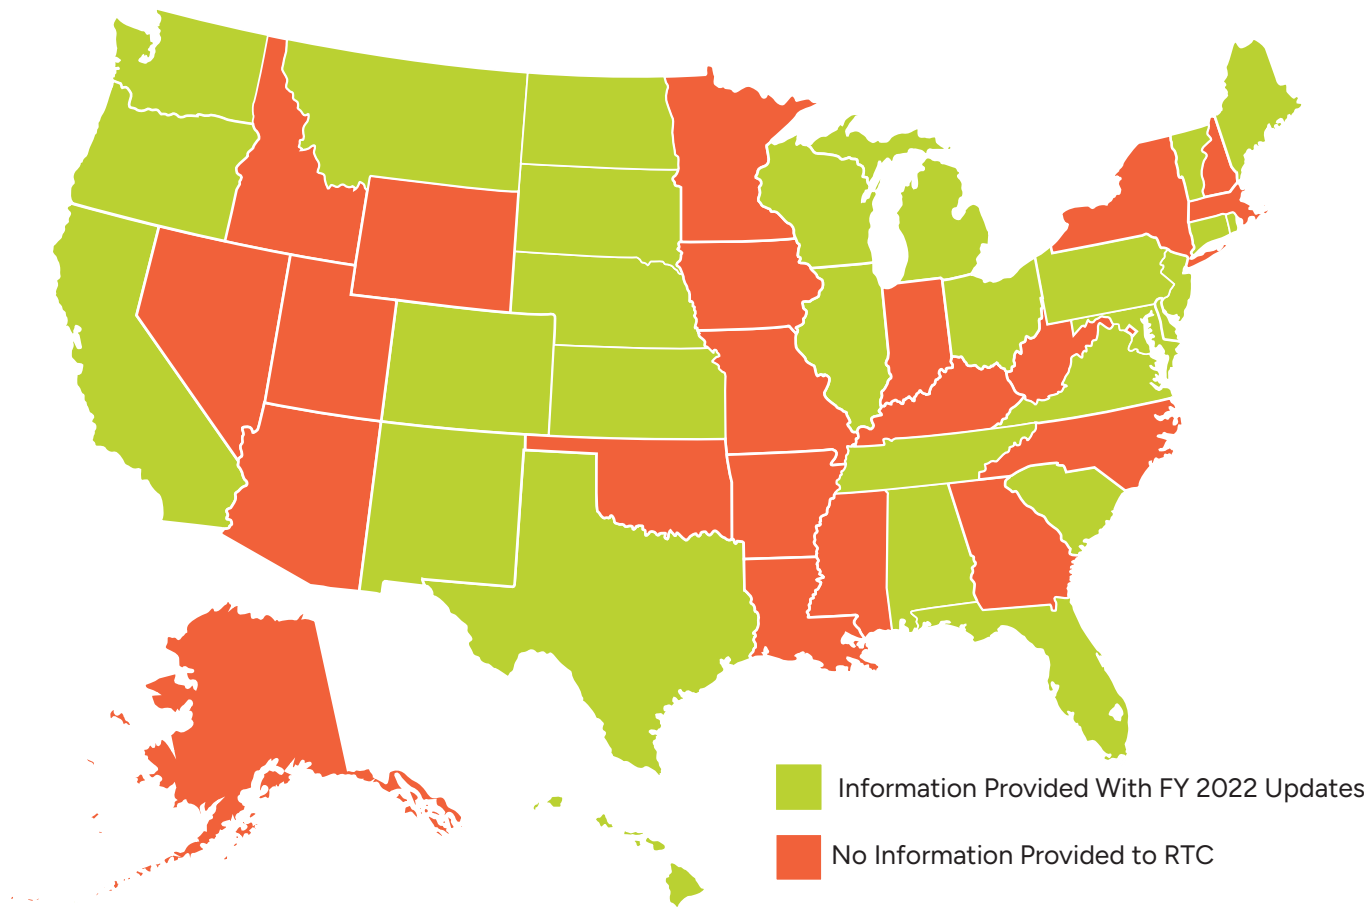 Information Provided With FY 2022 Updates
No Information Provided to RTC